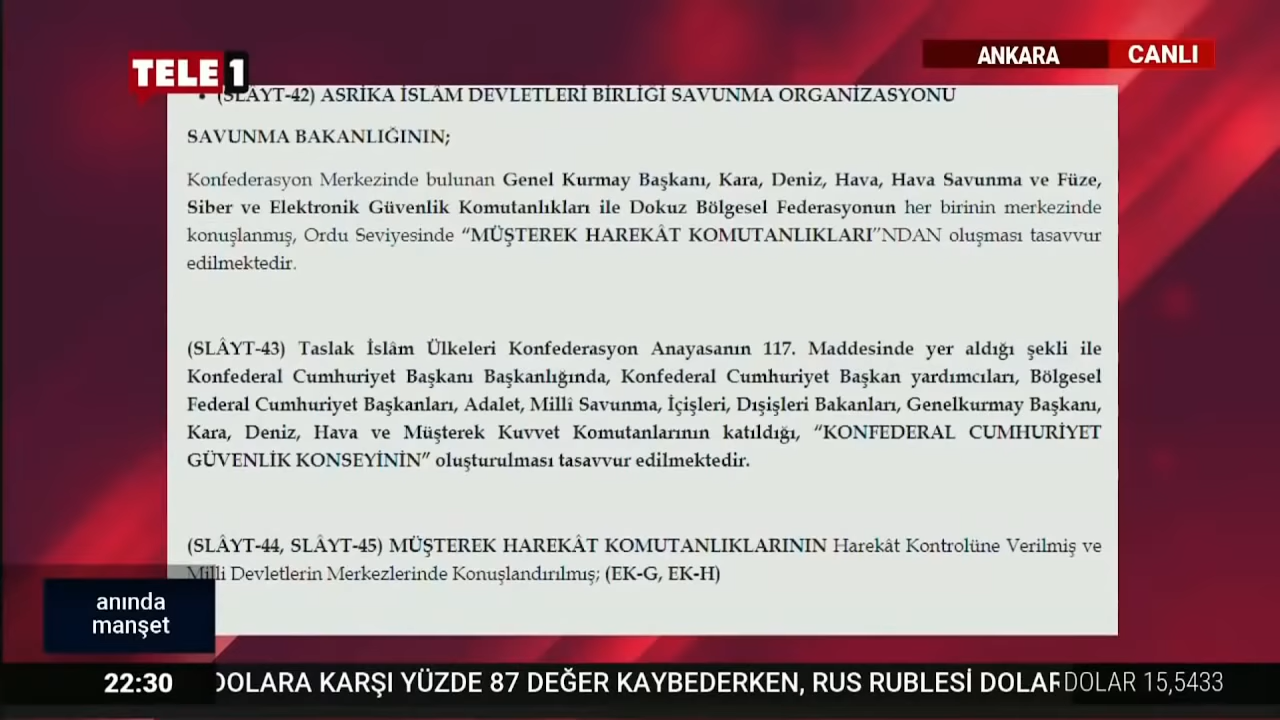 TELE 1
ANKARA
CANLI
• (SLÂYT-42) ASRİKA İSLÂM DEVLETLERİ BİRLİĞİ SAVUNMA ORGANİZASYONU
SAVUNMA BAKANLIĞININ;
Konfederasyon Merkezinde bulunan Genel Kurmay Başkanı, Kara, Deniz, Hava, Hava Savunma ve Füze,
Siber ve Elektronik Güvenlik Komutanlıkları ile Dokuz Bölgesel Federasyonun her birinin merkezinde
konuşlanmış, Ordu Seviyesinde “MÜŞTEREK HAREKÂT KOMUTANLIKLARI”NDAN oluşması tasavvur
edilmektedir.
(SLÂYT-43) Taslak İslâm Ülkeleri Konfederasyon Anayasanın 117. Maddesinde yer aldığı şekli ile
Konfederal Cumhuriyet Başkanı Başkanlığında, Konfederal Cumhuriyet Başkan yardımcıları, Bölgesel
Federal Cumhuriyet Başkanları, Adalet, Millî Savunma, İçişleri, Dışişleri Bakanları, Genelkurmay Başkanı,
Kara, Deniz, Hava ve Müşterek Kuvvet Komutanlarının katıldığı, “KONFEDERAL CUMHURİYET
GÜVENLİK KONSEYİNİN” oluşturulması tasavvur edilmektedir.
(SLÂYT-44, SLÂYT-45) MÜŞTEREK HAREKÂT KOMUTANLIKLARININ Harekât Kontrolüne Verilmiş ve
Milli Devletlerin Merkezlerinde Konuşlandırılmış; (EK-G, EK-H)
anında
manşet
22:30
DOLARA KARŞI YÜZDE 87 DEĞER KAYBEDERKEN, RUS RUBLESİ DOLAR
DOLAR 15,5433